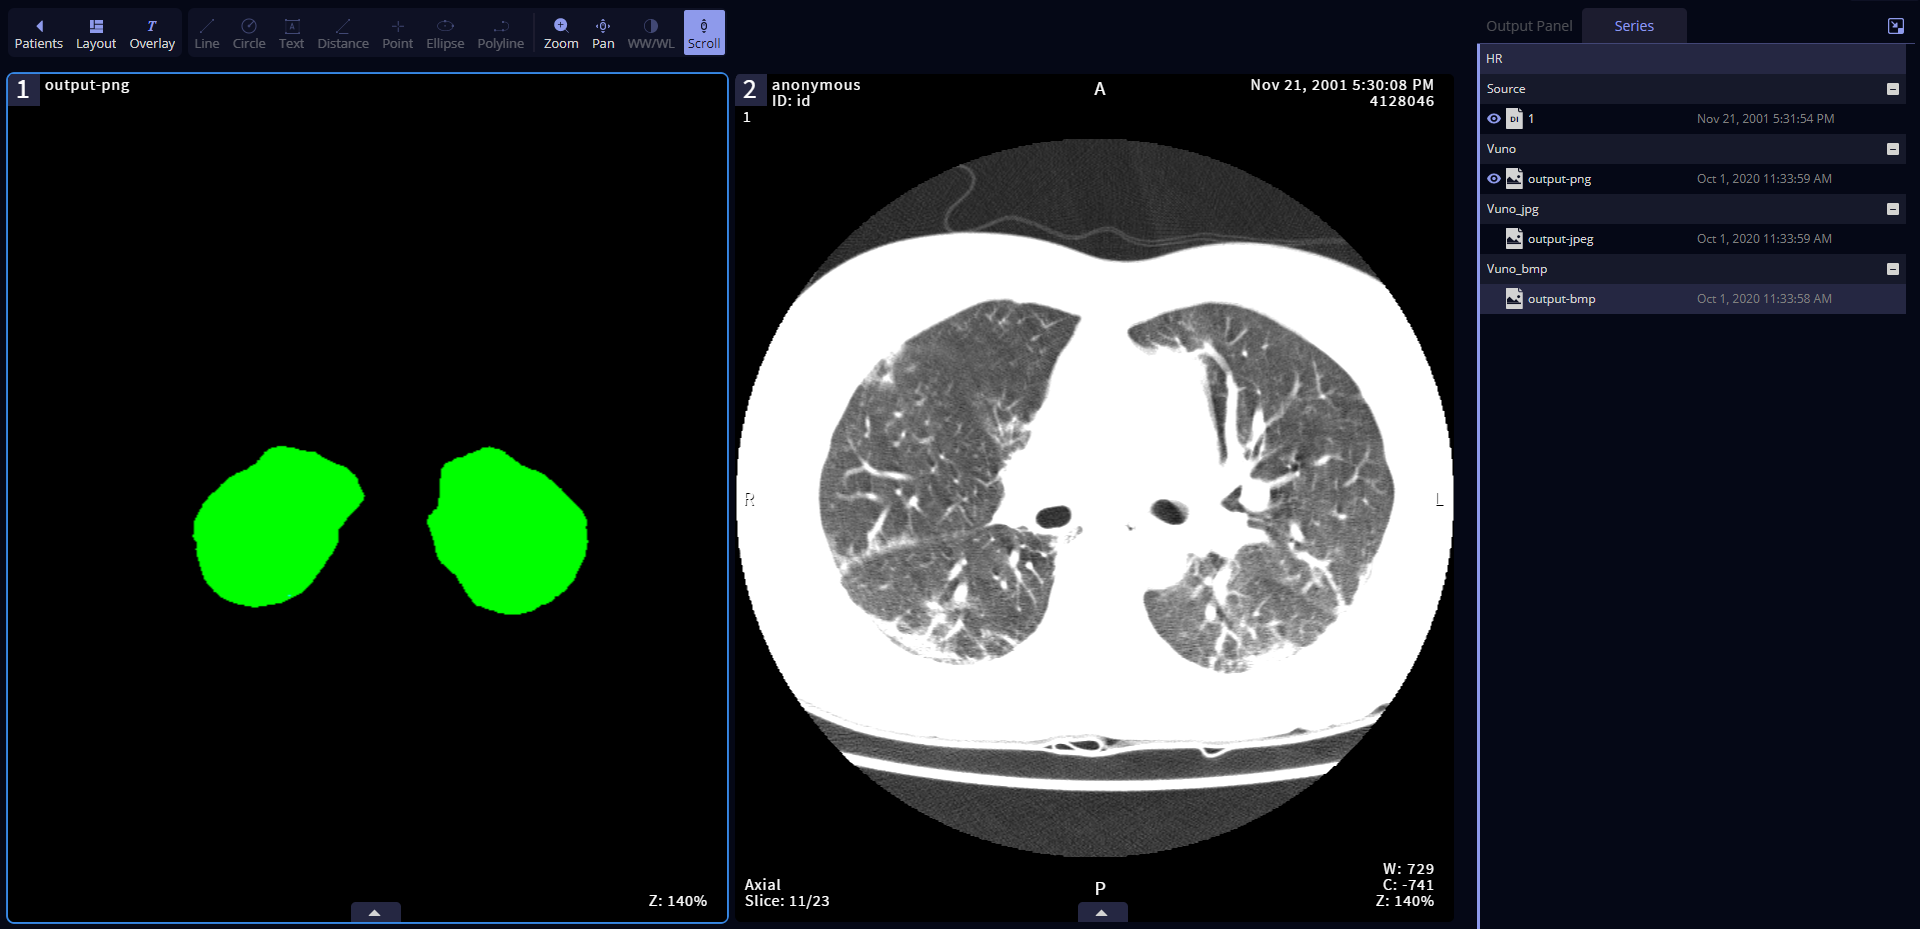 Patients Layout Overlay Line Circle Text Distance Point Ellipse Polyline Zoom Pan WW/WL Scroll
Output Panel Series
1 output-png
Z: 140%
2 anonymous
ID: id
1
A
Nov 21, 2001 5:30:08 PM
4128046
R
L
Axial
Slice: 11/23
P
W: 729
C: -741
Z: 140%
HR
Source
DI 1 Nov 21, 2001 5:31:54 PM
Vuno
output-png Oct 1, 2020 11:33:59 AM
Vuno_jpg
output-jpeg Oct 1, 2020 11:33:59 AM
Vuno_bmp
output-bmp Oct 1, 2020 11:33:58 AM